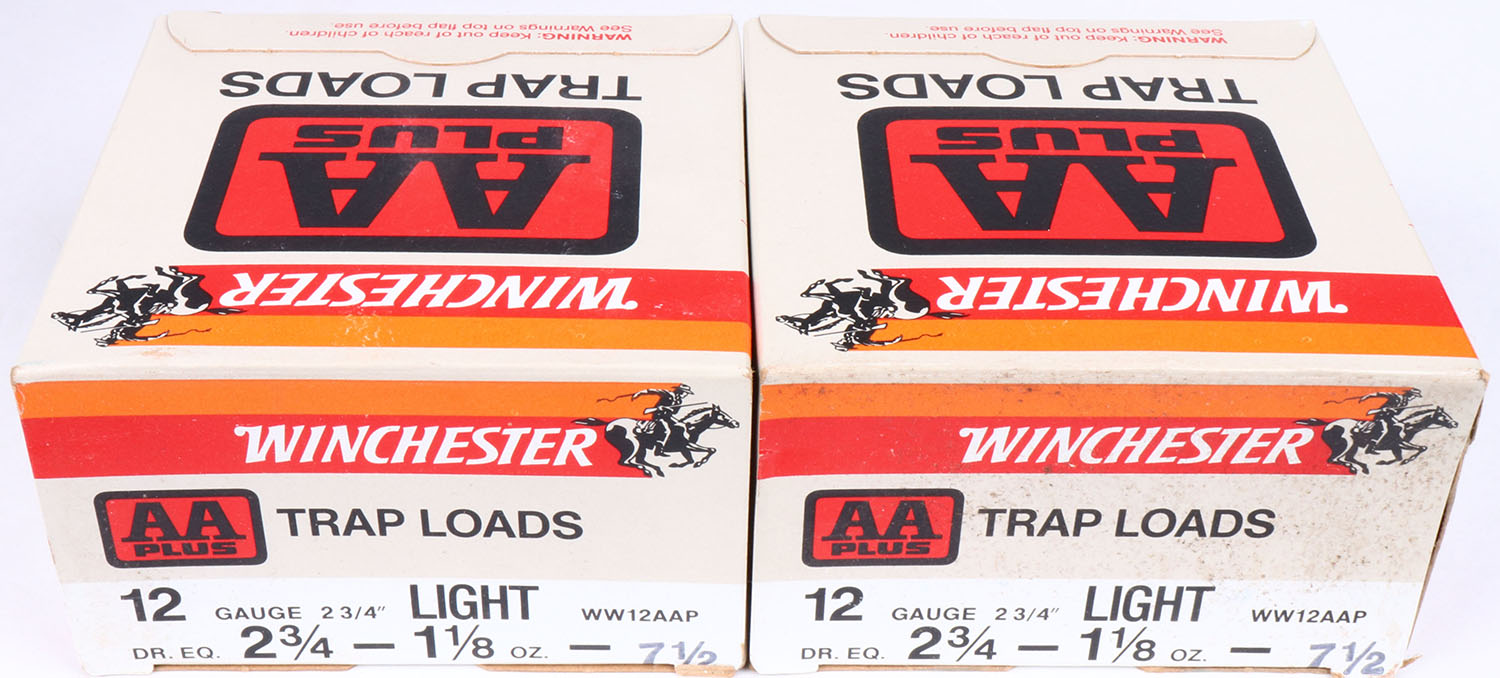 WARNING: Keep out of reach of children.
See Warnings on top flap before use.
TRAP LOADS
AA
PLUS
WINCHESTER
WINCHESTER
AA
PLUS
TRAP LOADS
12 GAUGE 2 3/4" LIGHT WW12AAP
DR. EQ. 2¾ — 1⅛ OZ. — 7½
WARNING: Keep out of reach of children.
See Warnings on top flap before use.
TRAP LOADS
AA
PLUS
WINCHESTER
WINCHESTER
AA
PLUS
TRAP LOADS
12 GAUGE 2 3/4" LIGHT WW12AAP
DR. EQ. 2¾ — 1⅛ OZ. — 7½